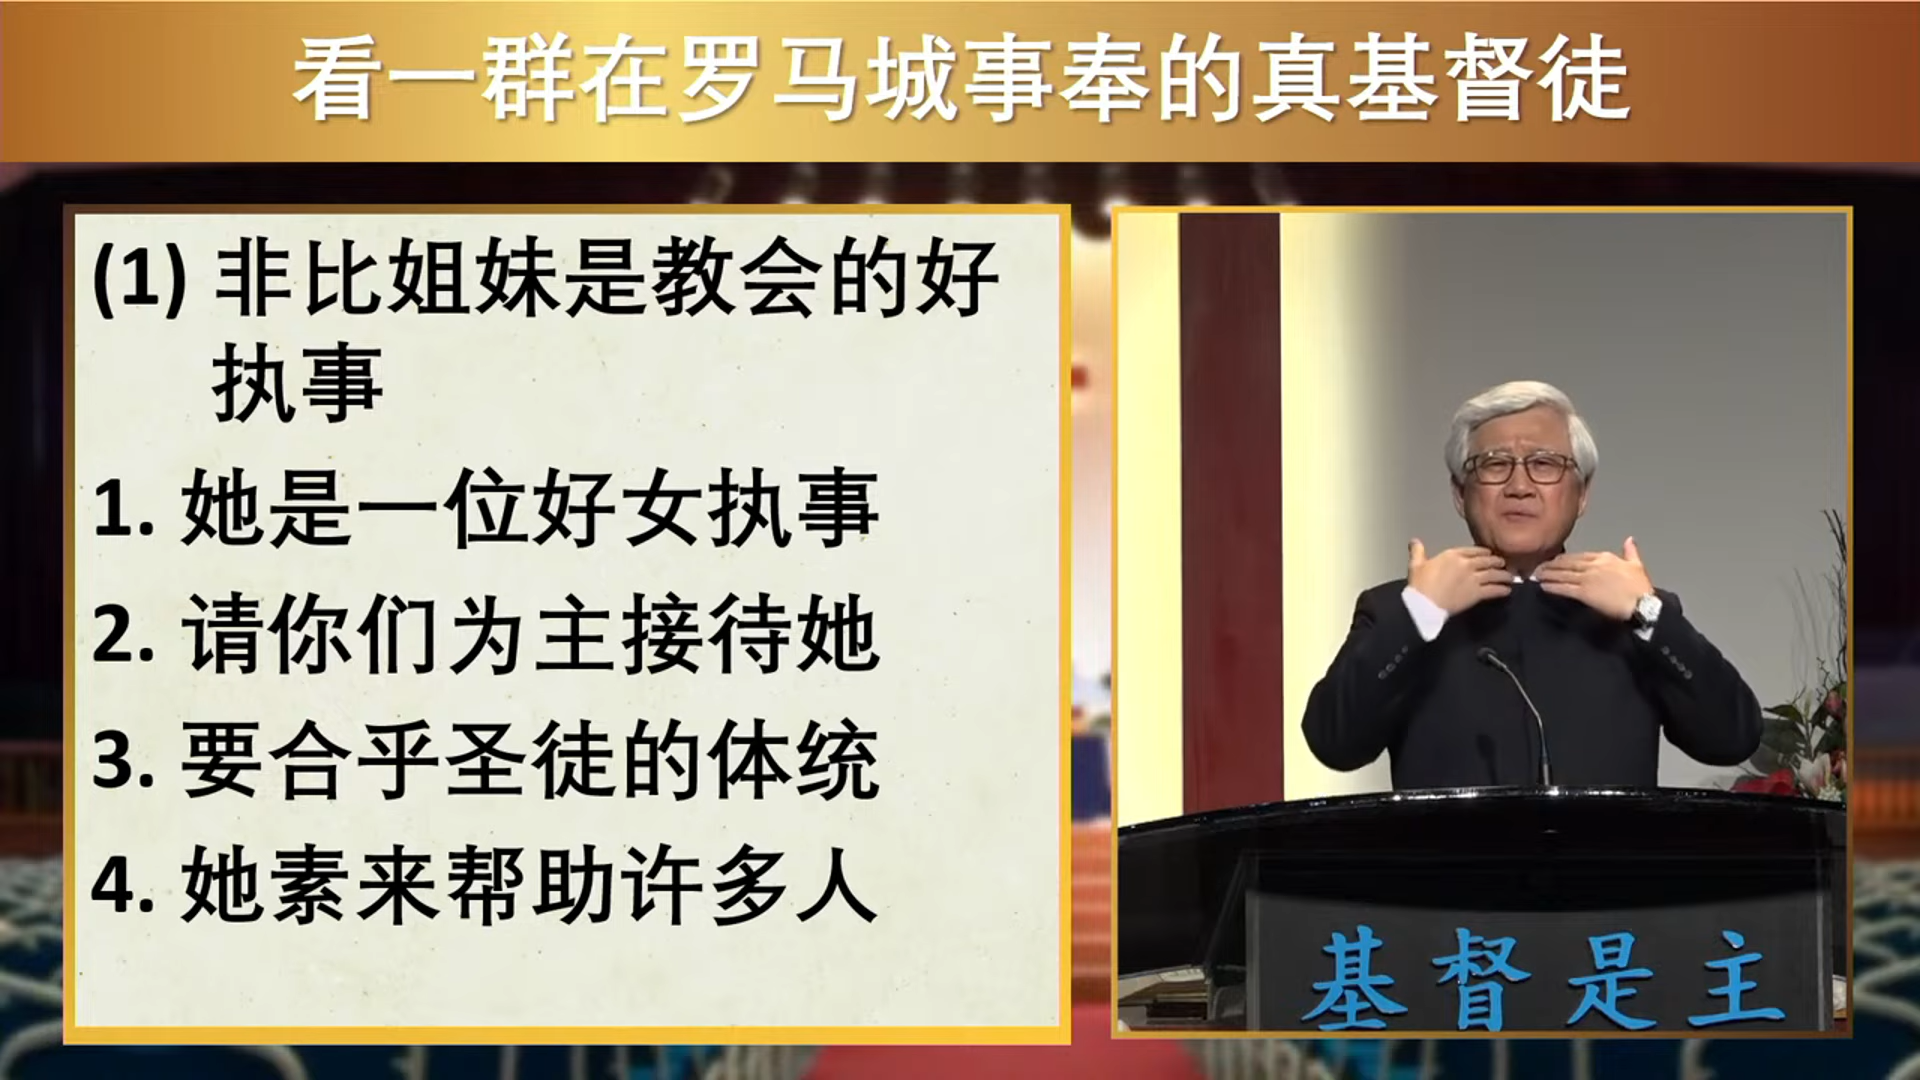 看一群在罗马城事奉的真基督徒
(1) 非比姐妹是教会的好
执事
1. 她是一位好女执事
2. 请你们为主接待她
3. 要合乎圣徒的体统
4. 她素来帮助许多人
基督是主